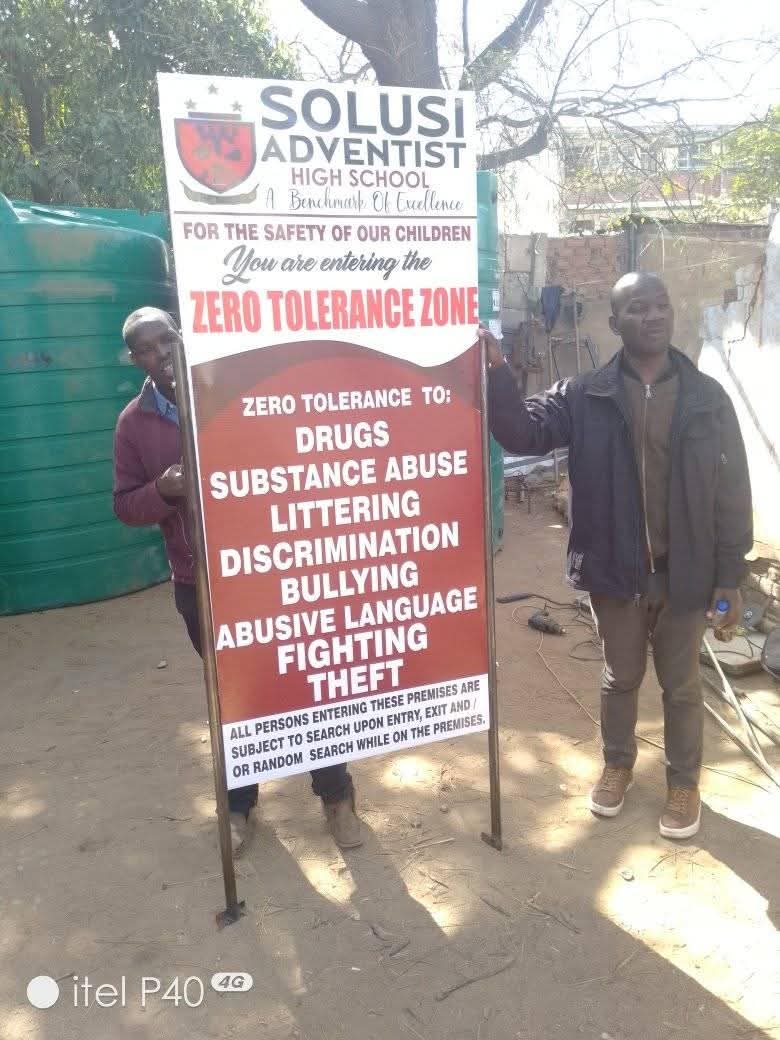 SOLUSI
ADVENTIST
HIGH SCHOOL
A Benchmark Of Excellence
FOR THE SAFETY OF OUR CHILDREN
You are entering the
ZERO TOLERANCE ZONE
ZERO TOLERANCE TO:
DRUGS
SUBSTANCE ABUSE
LITTERING
DISCRIMINATION
BULLYING
ABUSIVE LANGUAGE
FIGHTING
THEFT
ALL PERSONS ENTERING THESE PREMISES ARE
SUBJECT TO SEARCH UPON ENTRY, EXIT AND /
OR RANDOM SEARCH WHILE ON THE PREMISES.
itel P40 4G